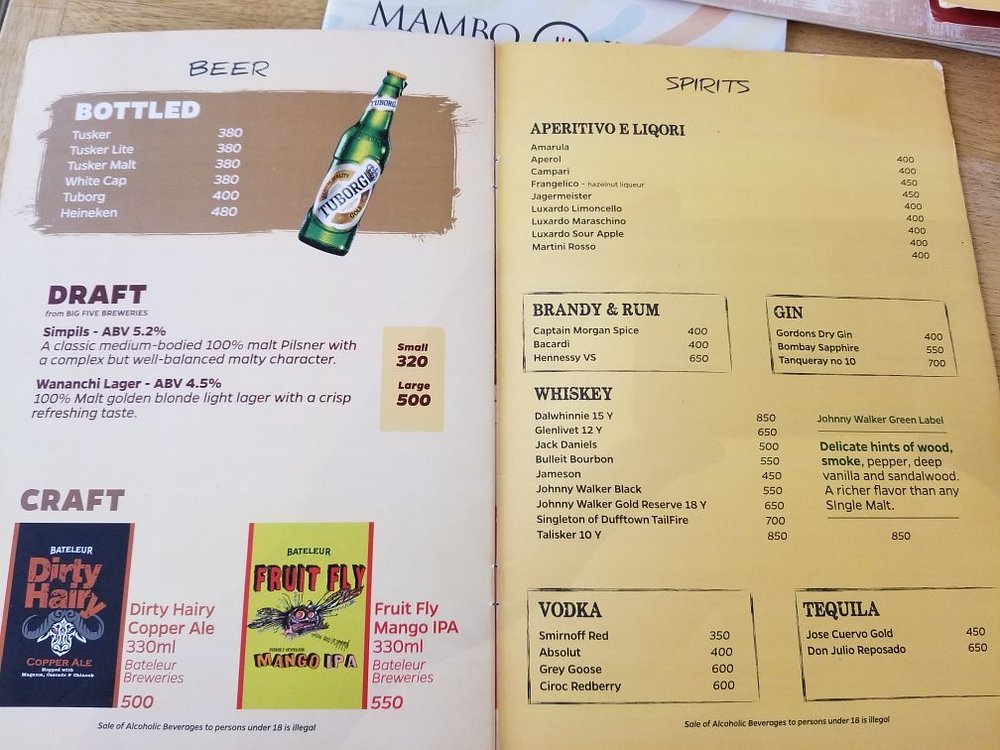 MAMBO
BEER
BOTTLED
Tusker 380
Tusker Lite 380
Tusker Malt 380
White Cap 380
Tuborg 400
Heineken 480
TUBORG
TUBORG
GOLD
DRAFT
from BIG FIVE BREWERIES
Simpils - ABV 5.2%
A classic medium-bodied 100% malt Pilsner with
a complex but well-balanced malty character.
Wananchi Lager - ABV 4.5%
100% Malt golden blonde light lager with a crisp
refreshing taste.
Small
320
Large
500
CRAFT
BATELEUR
Dirty
Hairy
COPPER ALE
Hopped with
Magnum, Cascade & Chinook
Dirty Hairy
Copper Ale
330ml
Bateleur
Breweries
500
BATELEUR
FRUIT FLY
MANGO IPA
Fruit Fly
Mango IPA
330ml
Bateleur
Breweries
550
Sale of Alcoholic Beverages to persons under 18 is illegal
SPIRITS
APERITIVO E LIQORI
Amarula 400
Aperol 400
Campari 450
Frangelico - hazelnut liqueur 450
Jagermeister 400
Luxardo Limoncello 400
Luxardo Maraschino 400
Luxardo Sour Apple 400
Martini Rosso 400
BRANDY & RUM
Captain Morgan Spice 400
Bacardi 400
Hennessy VS 650
GIN
Gordons Dry Gin 400
Bombay Sapphire 550
Tanqueray no 10 700
WHISKEY
Dalwhinnie 15 Y 850
Glenlivet 12 Y 650
Jack Daniels 500
Bulleit Bourbon 550
Jameson 450
Johnny Walker Black 550
Johnny Walker Gold Reserve 18 Y 650
Singleton of Dufftown TailFire 700
Talisker 10 Y 850
Johnny Walker Green Label
Delicate hints of wood,
smoke, pepper, deep
vanilla and sandalwood.
A richer flavor than any
SIngle Malt.
850
VODKA
Smirnoff Red 350
Absolut 400
Grey Goose 600
Ciroc Redberry 600
TEQUILA
Jose Cuervo Gold 450
Don Julio Reposado 650
Sale of Alcoholic Beverages to persons under 18 is illegal